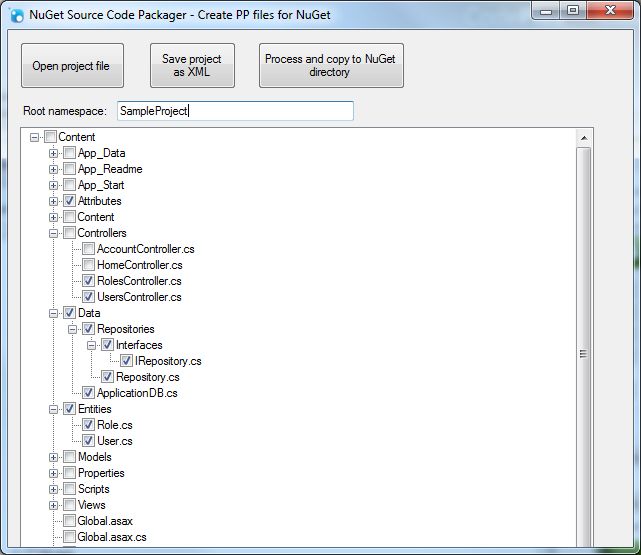 NuGet Source Code Packager - Create PP files for NuGet
Open project file
Save project
as XML
Process and copy to NuGet
directory
Root namespace:
SampleProject
Content
App_Data
App_Readme
App_Start
Attributes
Content
Controllers
AccountController.cs
HomeController.cs
RolesController.cs
UsersController.cs
Data
Repositories
Interfaces
IRepository.cs
Repository.cs
ApplicationDB.cs
Entities
Role.cs
User.cs
Models
Properties
Scripts
Views
Global.asax
Global.asax.cs